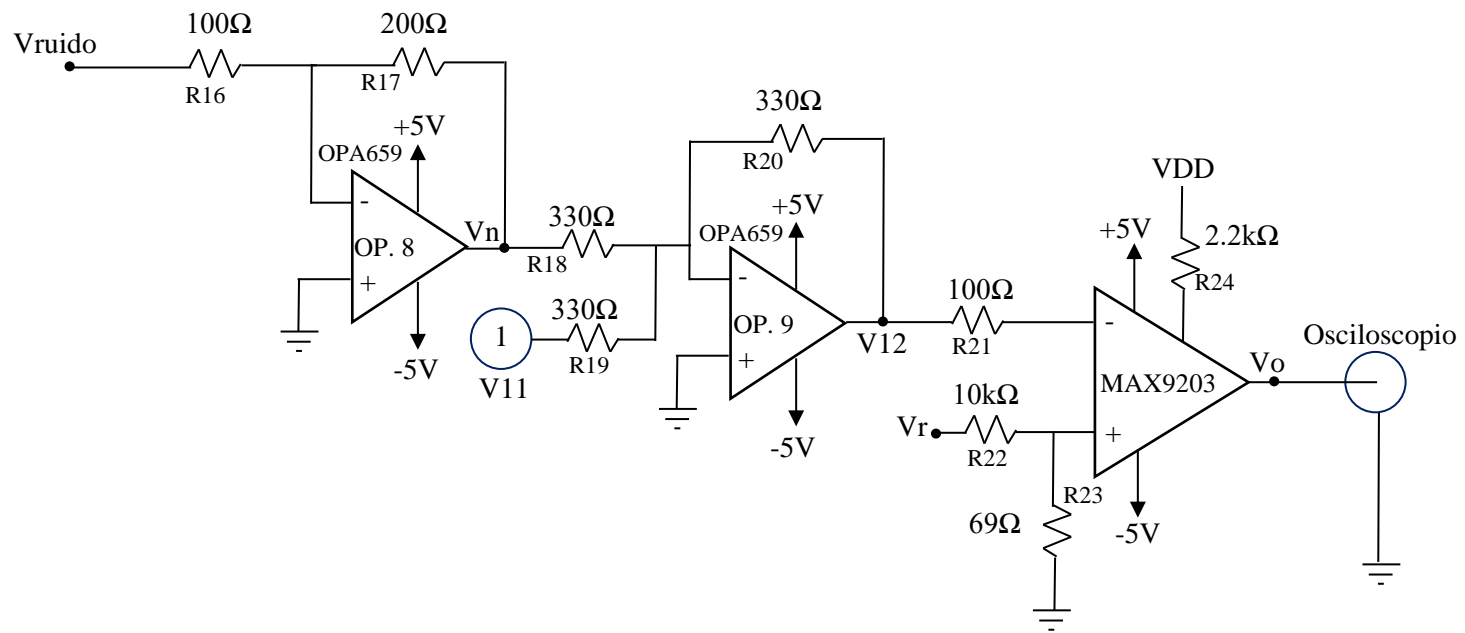 Vruido
100Ω
R16
200Ω
R17
OPA659
+5V
-
OP. 8
+
-5V
Vn
330Ω
R18
1
V11
330Ω
R19
330Ω
R20
OPA659
+5V
-
OP. 9
+
-5V
V12
100Ω
R21
Vr
10kΩ
R22
R23
69Ω
+5V
VDD
2.2kΩ
R24
-
MAX9203
+
-5V
Vo
Osciloscopio